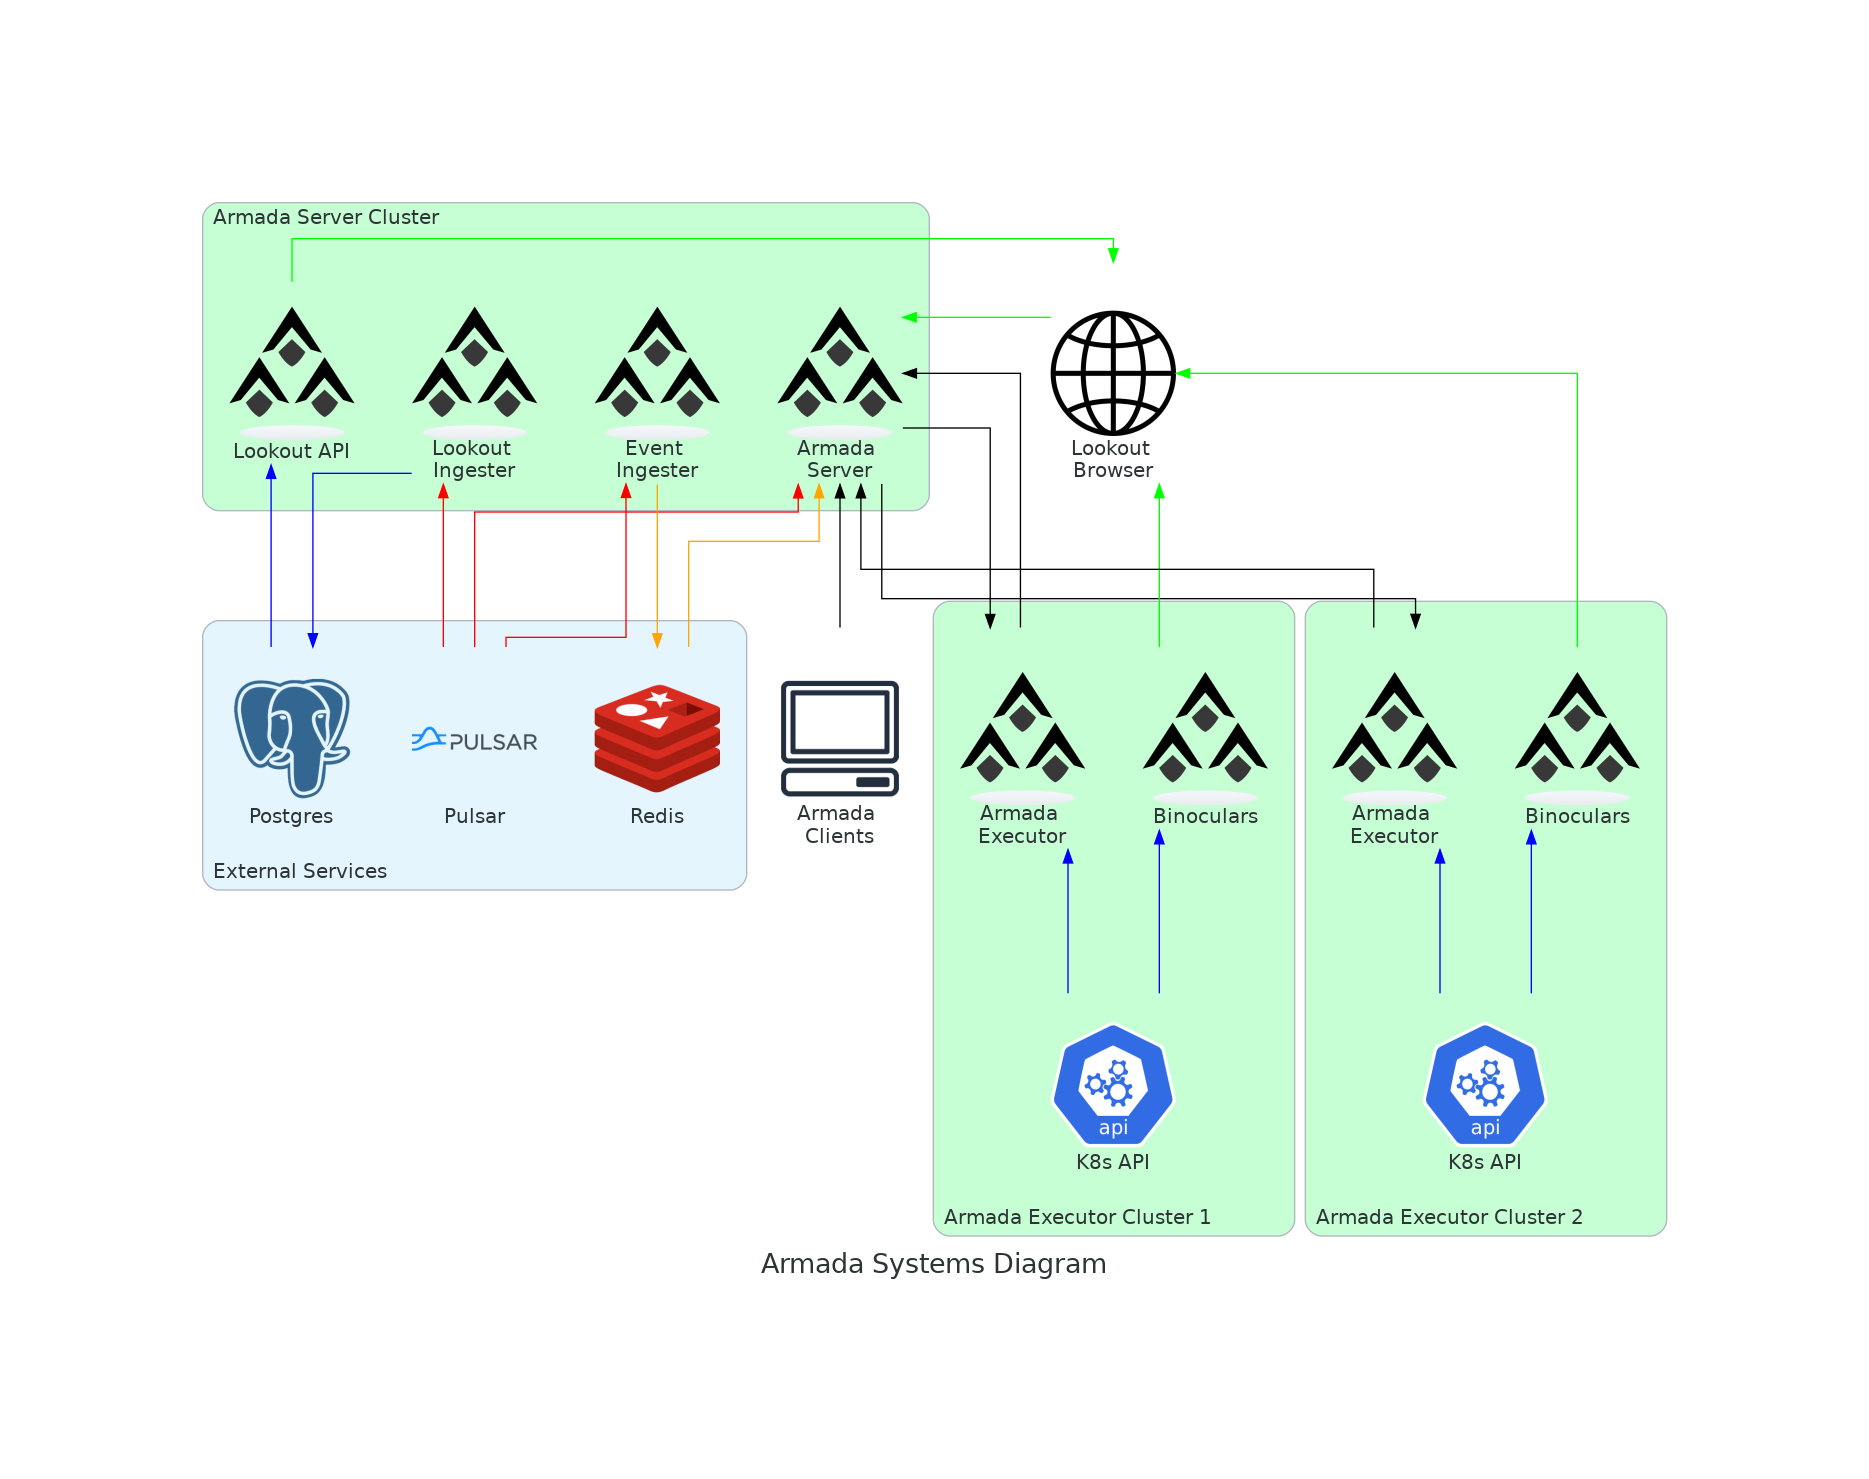 Armada Server Cluster
Lookout API
Lookout
Ingester
Event
Ingester
Armada
Server
Lookout
Browser
PULSAR
Postgres
Pulsar
Redis
External Services
Armada
Clients
Armada
Executor
Binoculars
api
K8s API
Armada Executor Cluster 1
Armada
Executor
Binoculars
api
K8s API
Armada Executor Cluster 2
Armada Systems Diagram